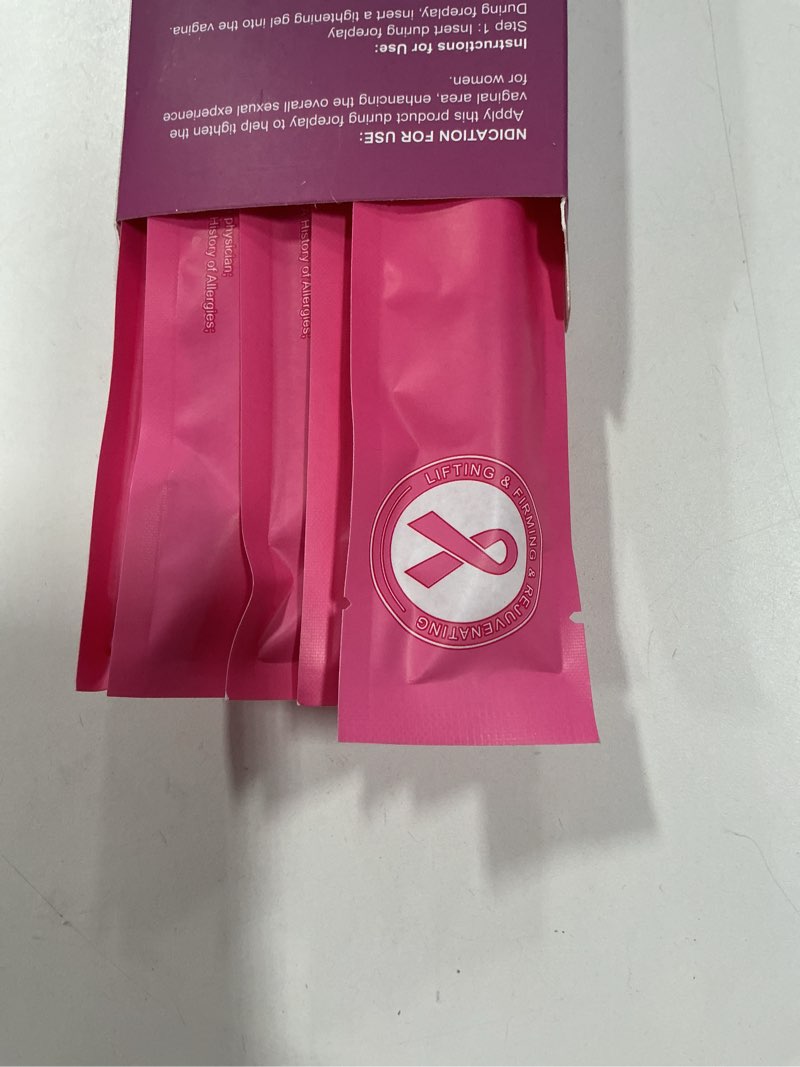 NDICATION FOR USE:
Apply this product during foreplay to help tighten the
vaginal area, enhancing the overall sexual experience
for women.
Instructions for Use:
Step 1: Insert during foreplay
During foreplay, insert a tightening gel into the vagina.
physician;
History of Allergies;
History of Allergies;
LIFTING & FIRMING & REJUVENATING